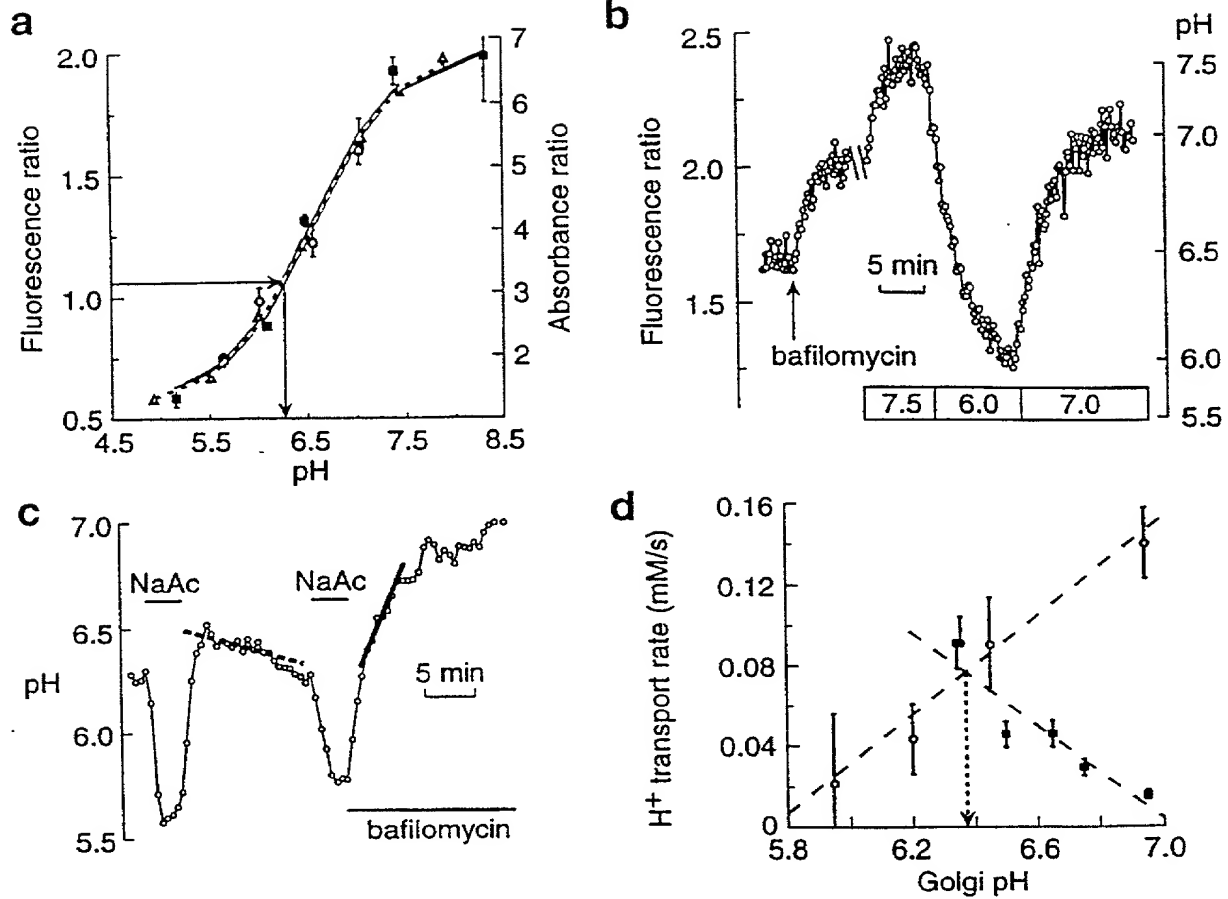 a
2.0
1.5
1.0
0.5
Fluorescence ratio
7
6
5
4
3
2
Absorbance ratio
4.5 5.5 6.5 7.5 8.5
pH
b
2.5
2.0
1.5
Fluorescence ratio
pH
7.5
7.0
6.5
6.0
5.5
5 min
bafilomycin
7.5 6.0 7.0
c
7.0
6.5
6.0
5.5
pH
NaAc
NaAc
5 min
bafilomycin
d
0.16
0.12
0.08
0.04
0
H⁺ transport rate (mM/s)
5.8 6.2 6.6 7.0
Golgi pH